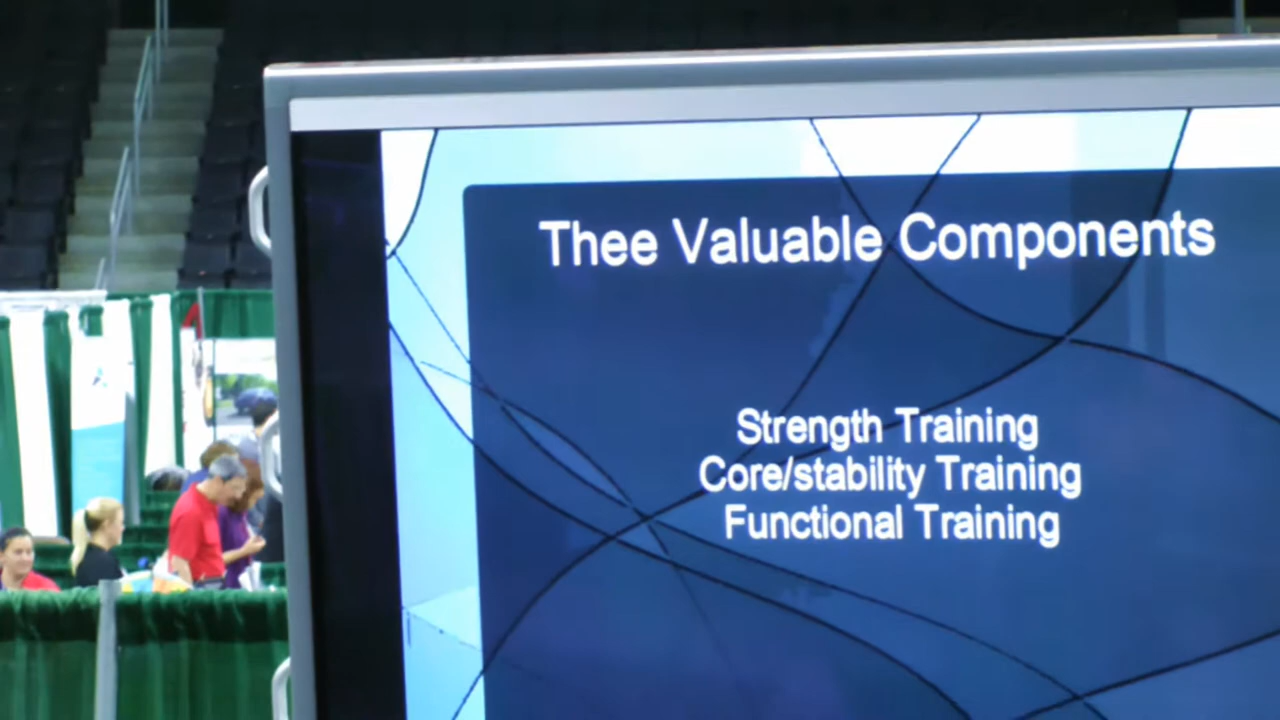 Thee Valuable Components
Strength Training
Core/stability Training
Functional Training